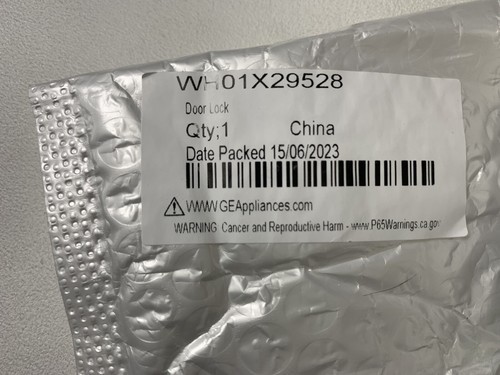 WH01X29528
Door Lock
Qty;1 China
Date Packed 15/06/2023
WWW.GEAppliances.com
WARNING Cancer and Reproductive Harm - www.P65Warnings.ca.gov